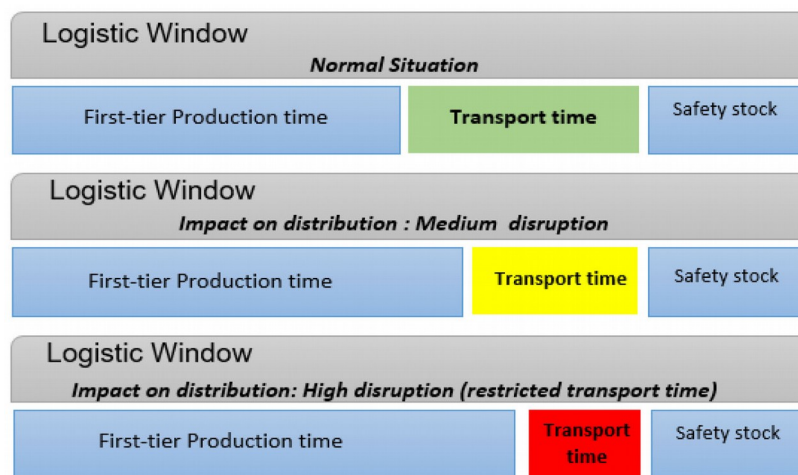 Logistic Window
Normal Situation
First-tier Production time
Transport time
Safety stock
Logistic Window
Impact on distribution : Medium disruption
First-tier Production time
Transport time
Safety stock
Logistic Window
Impact on distribution: High disruption (restricted transport time)
First-tier Production time
Transport
time
Safety stock